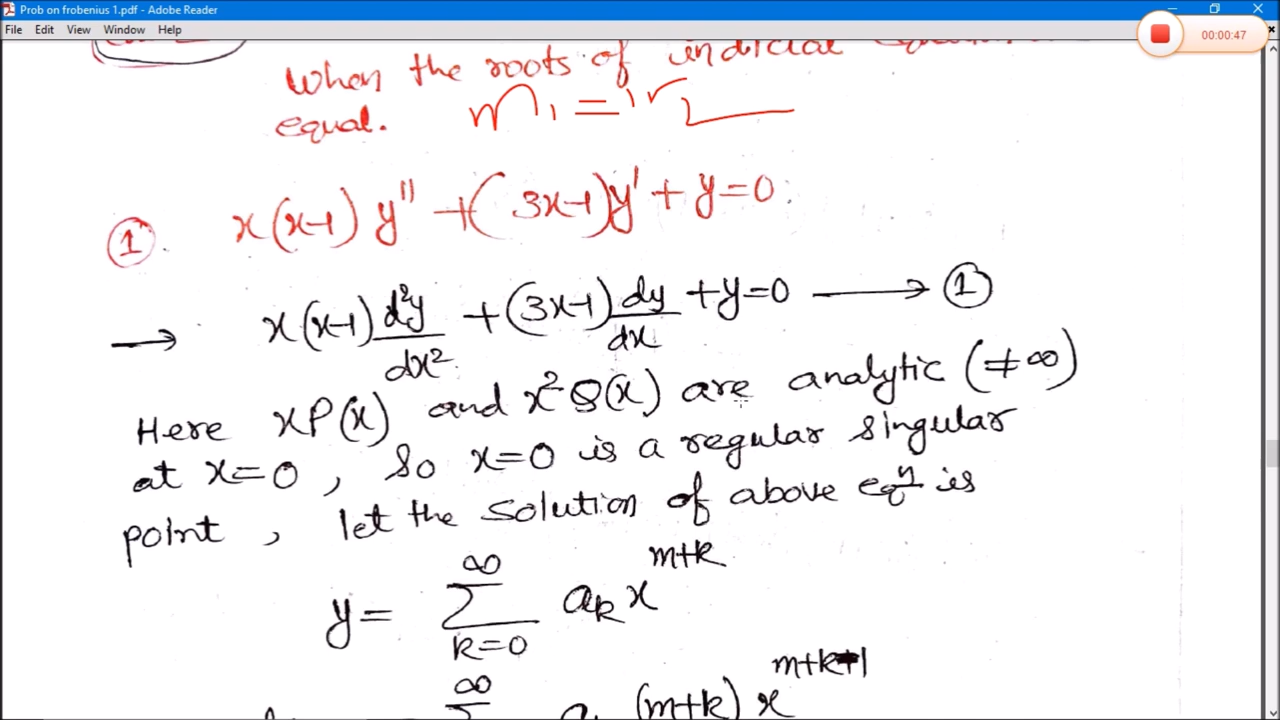 Prob on frobenius 1.pdf - Adobe Reader
File Edit View Window Help
00:00:47
When the roots of indicial
equal. m₁ =
① x(x-1) y'' + (3x-1)y' + y=0
→ x(x-1) d²y/dx² + (3x-1) dy/dx + y=0 → ①
Here xP(x) and x²Q(x) are analytic (≠∞)
at x=0 , So x=0 is a regular singular
point , let the solution of above eqⁿ is
y= ∞ Σ k=0 aₖ x^(m+k)
∞ Σ (m+k) x^(m+k-1)